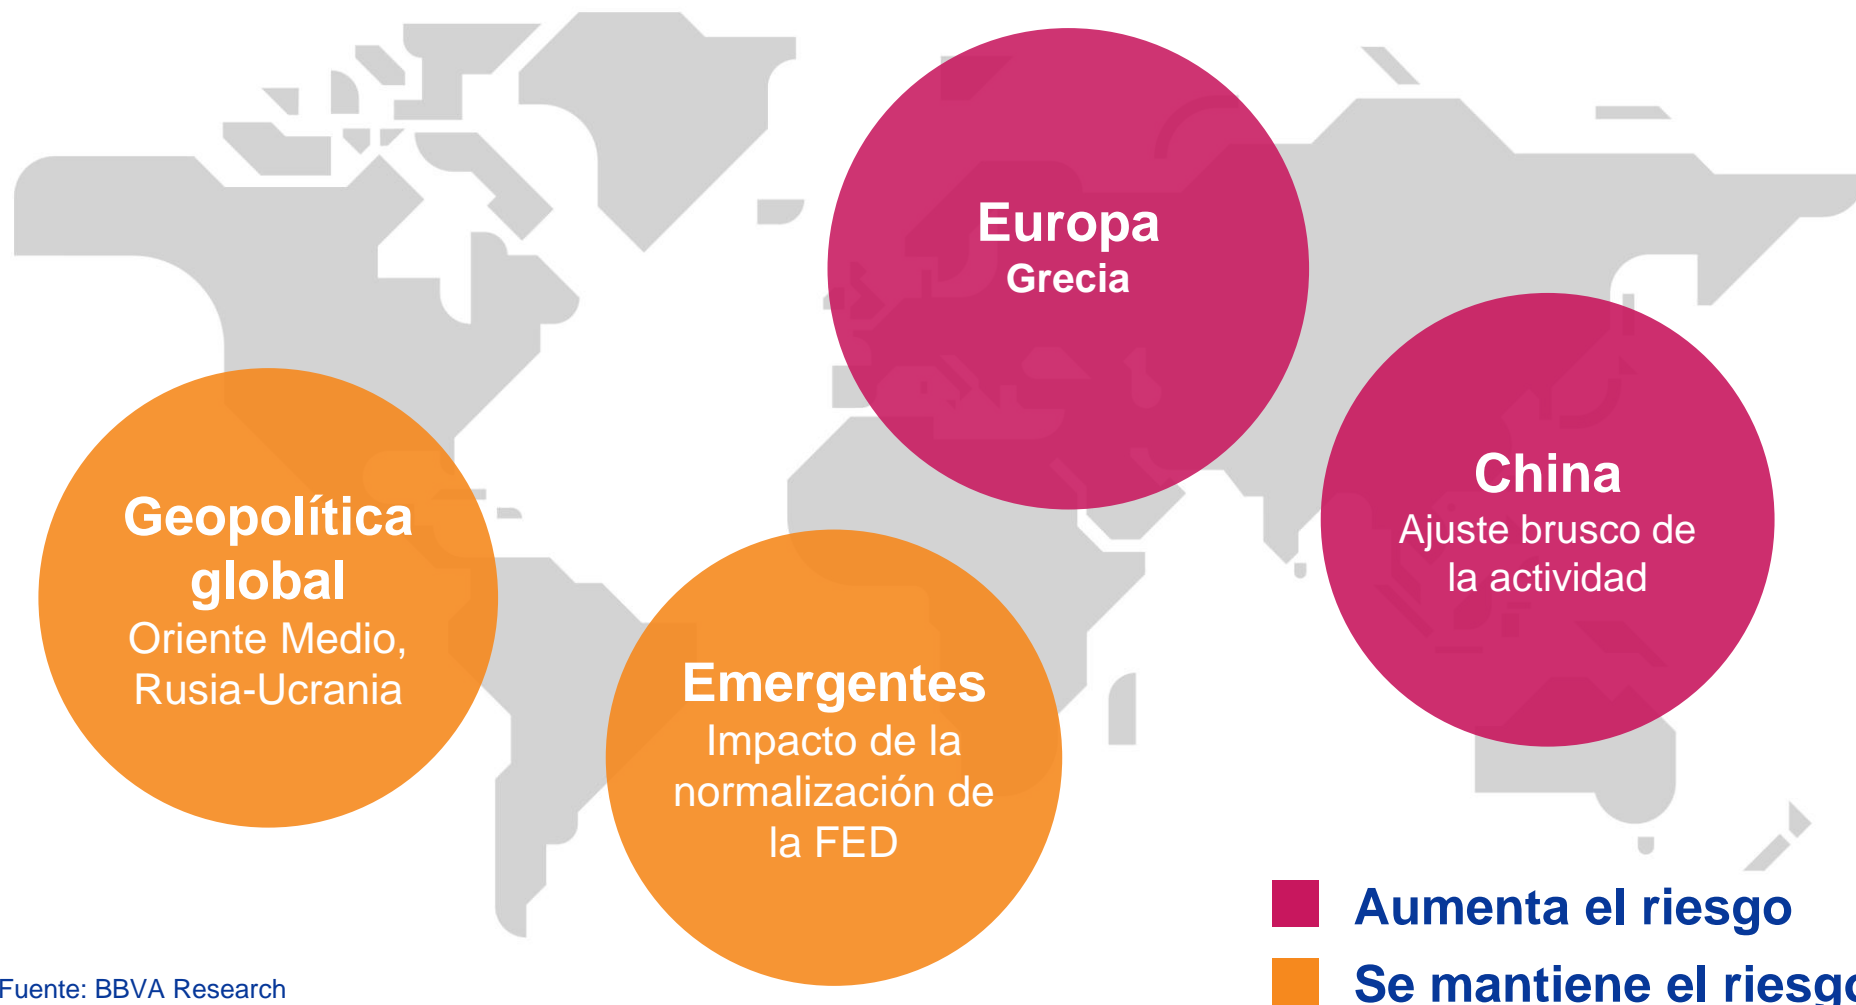 Europa
Grecia
China
Ajuste brusco de
la actividad
Geopolítica
global
Oriente Medio,
Rusia-Ucrania
Emergentes
Impacto de la
normalización de
la FED
Aumenta el riesgo
Se mantiene el riesgo
Fuente: BBVA Research